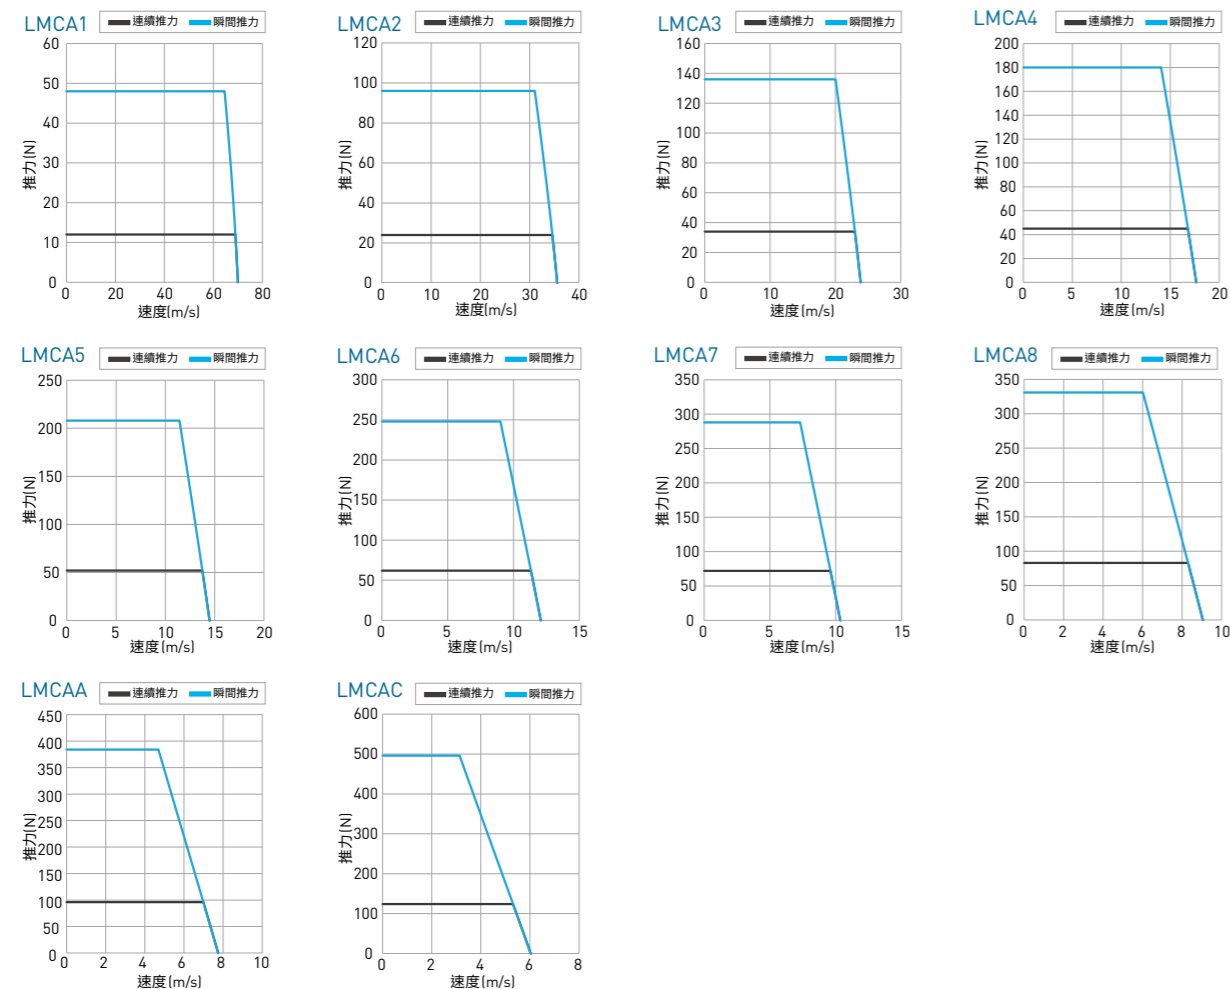 LMCA1 連續推力 瞬間推力
推力(N)
60
50
40
30
20
10
0
0 20 40 60 80
速度(m/s)
LMCA2 連續推力 瞬間推力
推力(N)
120
100
80
60
40
20
0
0 10 20 30 40
速度(m/s)
LMCA3 連續推力 瞬間推力
推力(N)
160
140
120
100
80
60
40
20
0
0 10 20 30
速度(m/s)
LMCA4 連續推力 瞬間推力
推力(N)
200
180
160
140
120
100
80
60
40
20
0
0 5 10 15 20
速度(m/s)
LMCA5 連續推力 瞬間推力
推力(N)
250
200
150
100
50
0
0 5 10 15 20
速度(m/s)
LMCA6 連續推力 瞬間推力
推力(N)
300
250
200
150
100
50
0
0 5 10 15
速度(m/s)
LMCA7 連續推力 瞬間推力
推力(N)
350
300
250
200
150
100
50
0
0 5 10 15
速度(m/s)
LMCA8 連續推力 瞬間推力
推力(N)
350
300
250
200
150
100
50
0
0 2 4 6 8 10
速度(m/s)
LMCAA 連續推力 瞬間推力
推力(N)
450
400
350
300
250
200
150
100
50
0
0 2 4 6 8 10
速度(m/s)
LMCAC 連續推力 瞬間推力
推力(N)
600
500
400
300
200
100
0
0 2 4 6 8
速度(m/s)